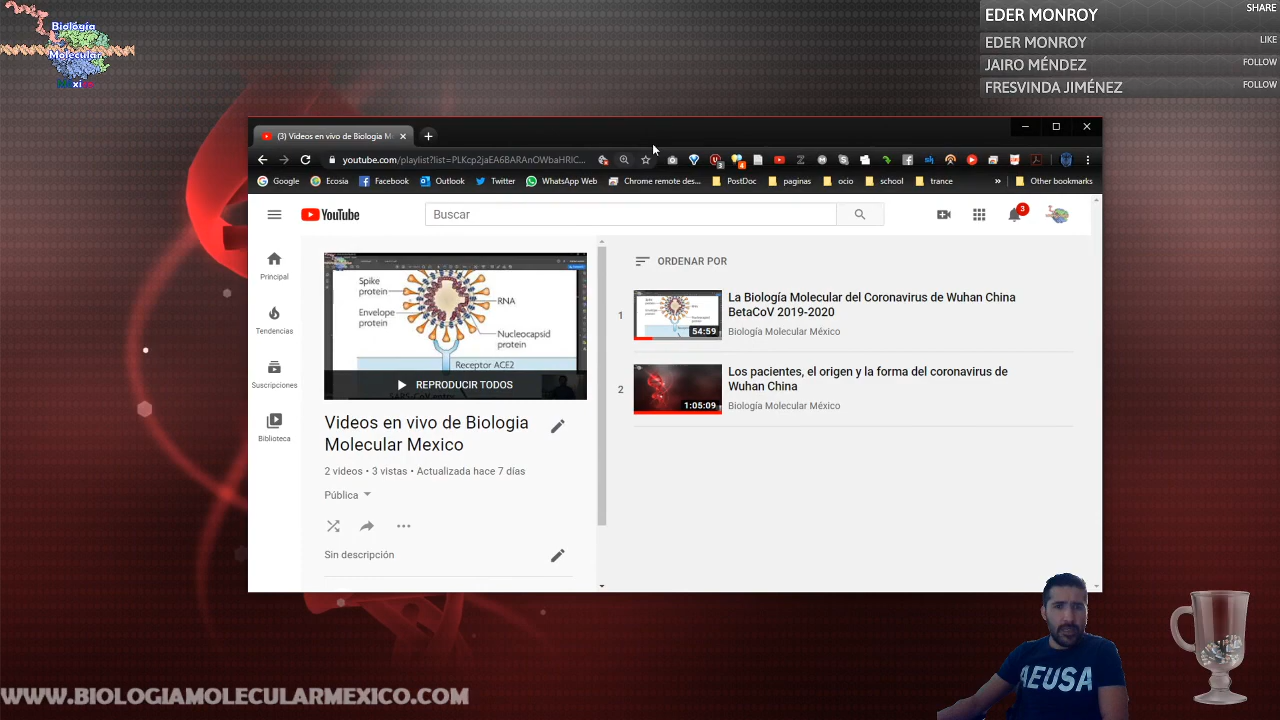 Biología
Molecular
México
EDER MONROY
SHARE
EDER MONROY
LIKE
JAIRO MÉNDEZ
FOLLOW
FRESVINDA JIMÉNEZ
FOLLOW
(3) Videos en vivo de Biologia M
youtube.com/playlist?list=PLKcp2jaEA6BARAnOWbaHRIC...
Google
Ecosia
Facebook
Outlook
Twitter
WhatsApp Web
Chrome remote des...
PostDoc
paginas
ocio
school
trance
»
Other bookmarks
YouTube
Buscar
3
Principal
Tendencias
Suscripciones
Biblioteca
Spike
protein
RNA
Envelope
protein
Nucleocapsid
protein
Receptor ACE2
REPRODUCIR TODOS
Videos en vivo de Biologia
Molecular Mexico
2 videos • 3 vistas • Actualizada hace 7 días
Pública
Sin descripción
ORDENAR POR
1
54:59
La Biología Molecular del Coronavirus de Wuhan China
BetaCoV 2019-2020
Biología Molecular México
2
1:05:09
Los pacientes, el origen y la forma del coronavirus de
Wuhan China
Biología Molecular México
AEUSA
WWW.BIOLOGIAMOLECULARMEXICO.COM